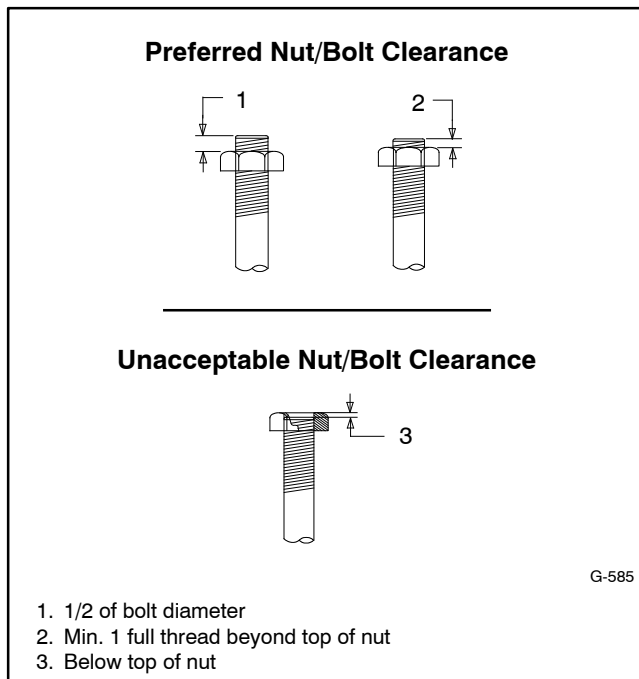 Preferred Nut/Bolt Clearance
1
2
Unacceptable Nut/Bolt Clearance
3
G-585
1. 1/2 of bolt diameter
2. Min. 1 full thread beyond top of nut
3. Below top of nut